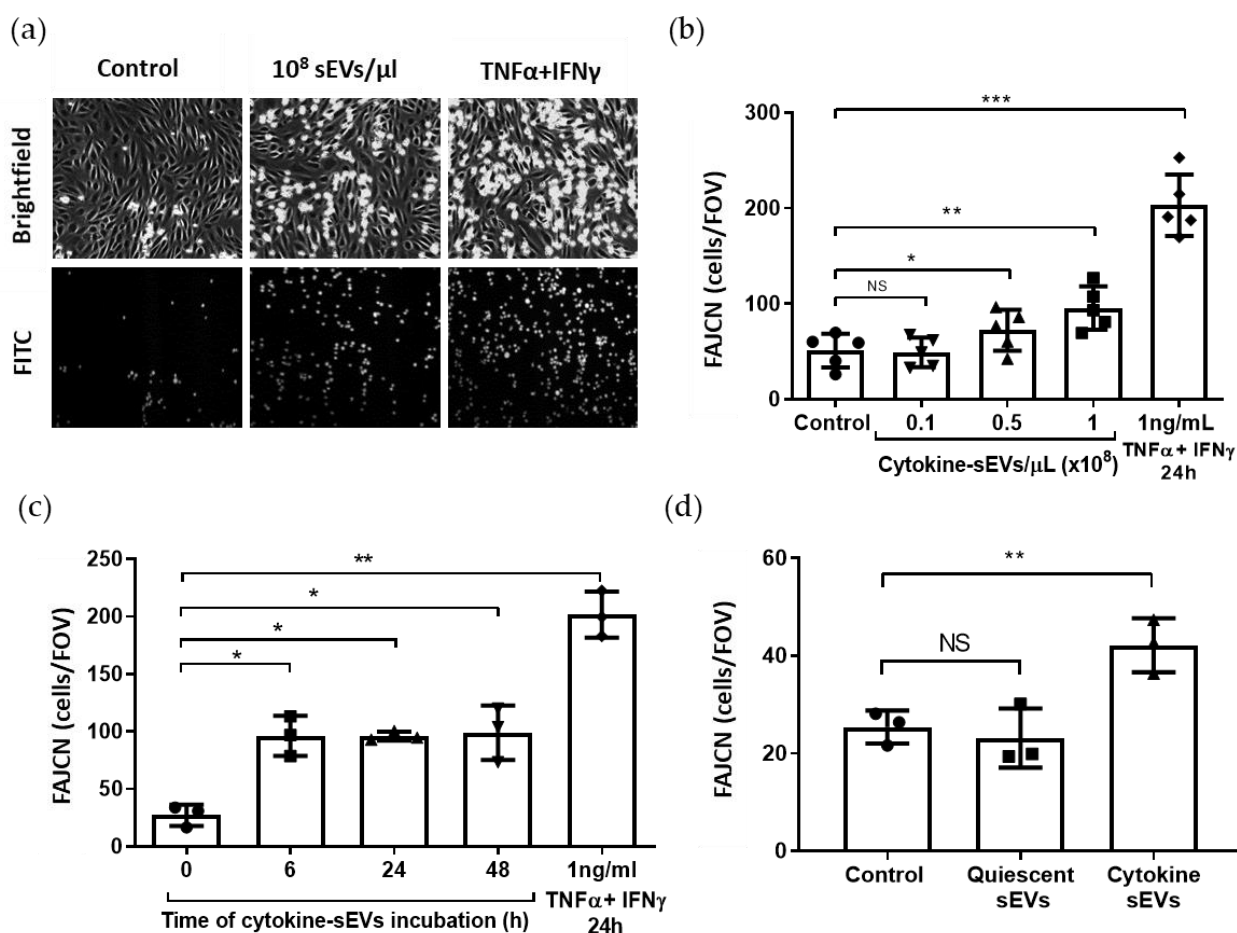 (a)
Control
10⁸ sEVs/µl
TNFα+IFNγ
Brightfield
FITC
(b)
FAJCN (cells/FOV)
300
200
100
0
***
**
*
NS
Control
0.1
0.5
1
1ng/mL
TNFα + IFNγ
24h
Cytokine-sEVs/µL (x10⁸)
(c)
FAJCN (cells/FOV)
250
200
150
100
50
0
**
*
*
*
0
6
24
48
1ng/ml
TNFα + IFNγ
24h
Time of cytokine-sEVs incubation (h)
(d)
FAJCN (cells/FOV)
60
40
20
0
**
NS
Control
Quiescent
sEVs
Cytokine
sEVs